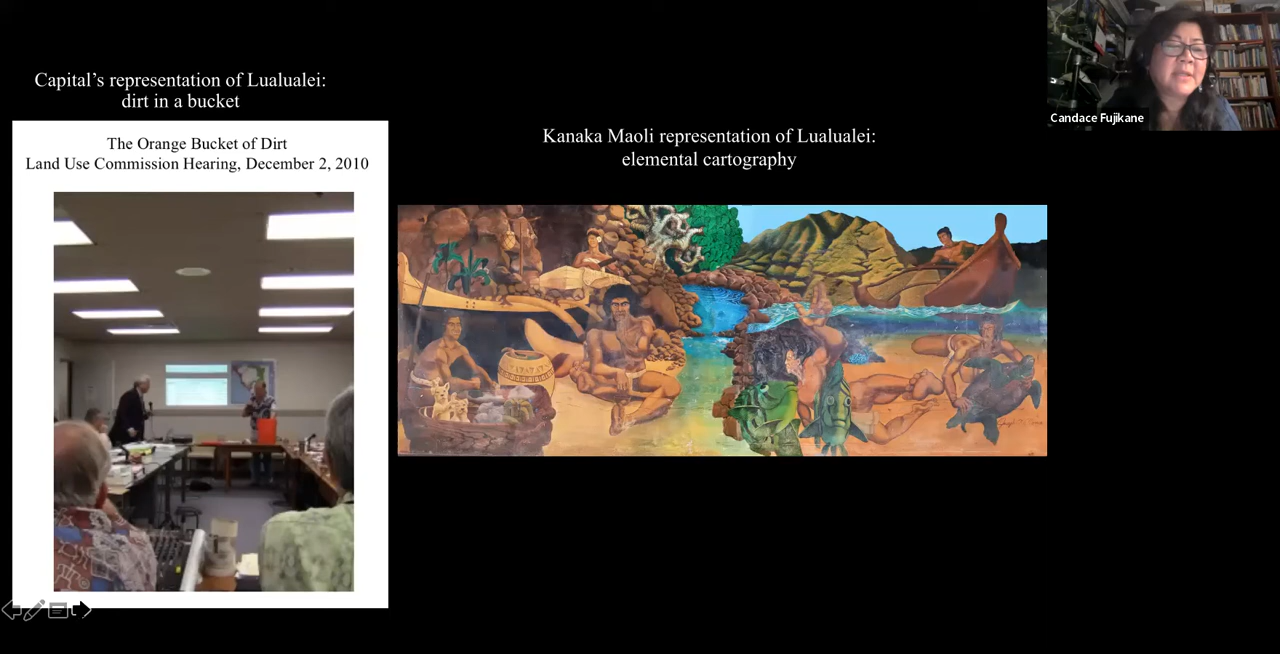 Capital’s representation of Lualualei:
dirt in a bucket
The Orange Bucket of Dirt
Land Use Commission Hearing, December 2, 2010
Kanaka Maoli representation of Lualualei:
elemental cartography
Candace Fujikane